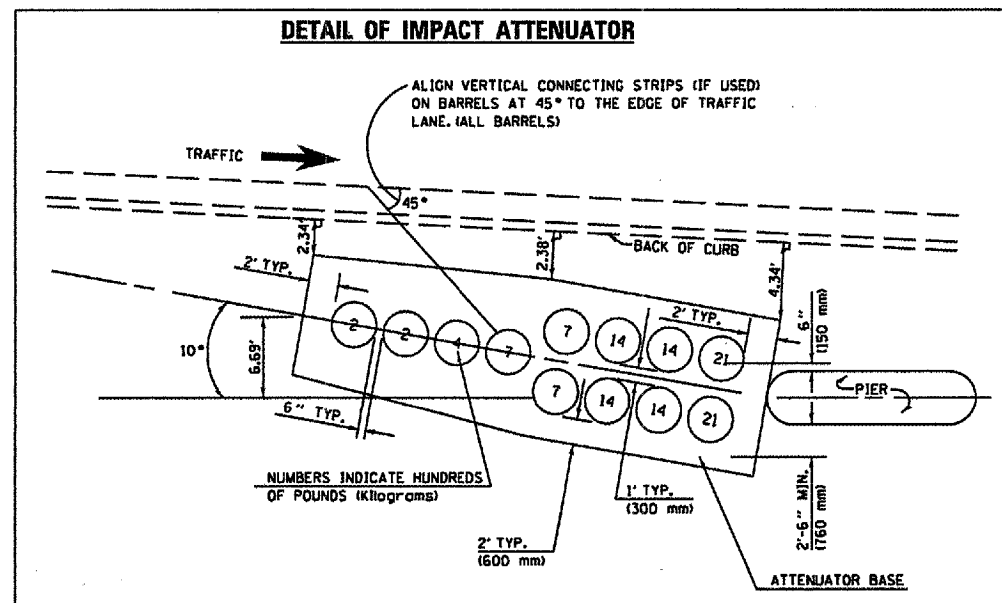 DETAIL OF IMPACT ATTENUATOR
ALIGN VERTICAL CONNECTING STRIPS (IF USED)
ON BARRELS AT 45° TO THE EDGE OF TRAFFIC
LANE. (ALL BARRELS)
TRAFFIC
45°
BACK OF CURB
2.34'
2.38'
4.34'
2' TYP.
2' TYP.
6"
(150 mm)
10°
6.69'
2
2
4
7
7
14
14
21
7
14
14
21
PIER
6" TYP.
NUMBERS INDICATE HUNDREDS
OF POUNDS (Kilograms)
1' TYP.
(300 mm)
2'-6" MIN.
(760 mm)
2' TYP.
(600 mm)
ATTENUATOR BASE